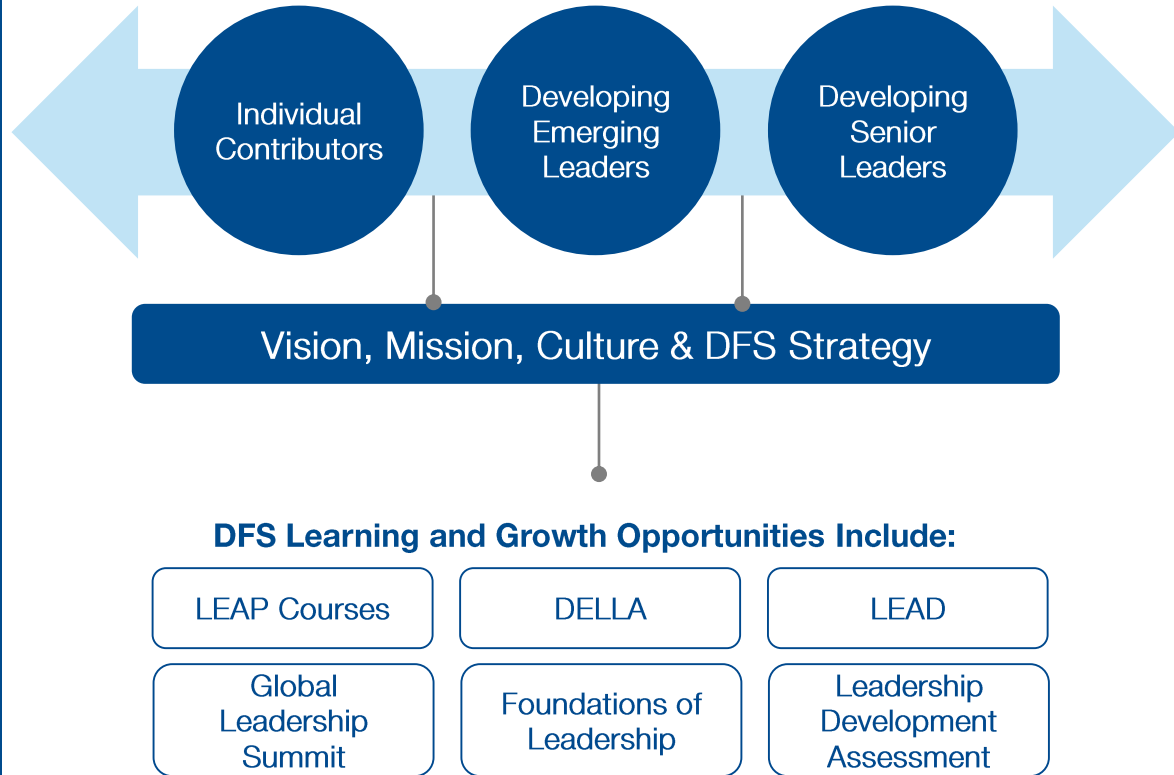 Individual
Contributors
Developing
Emerging
Leaders
Developing
Senior
Leaders
Vision, Mission, Culture & DFS Strategy
DFS Learning and Growth Opportunities Include:
LEAP Courses
DELLA
LEAD
Global
Leadership
Summit
Foundations of
Leadership
Leadership
Development
Assessment